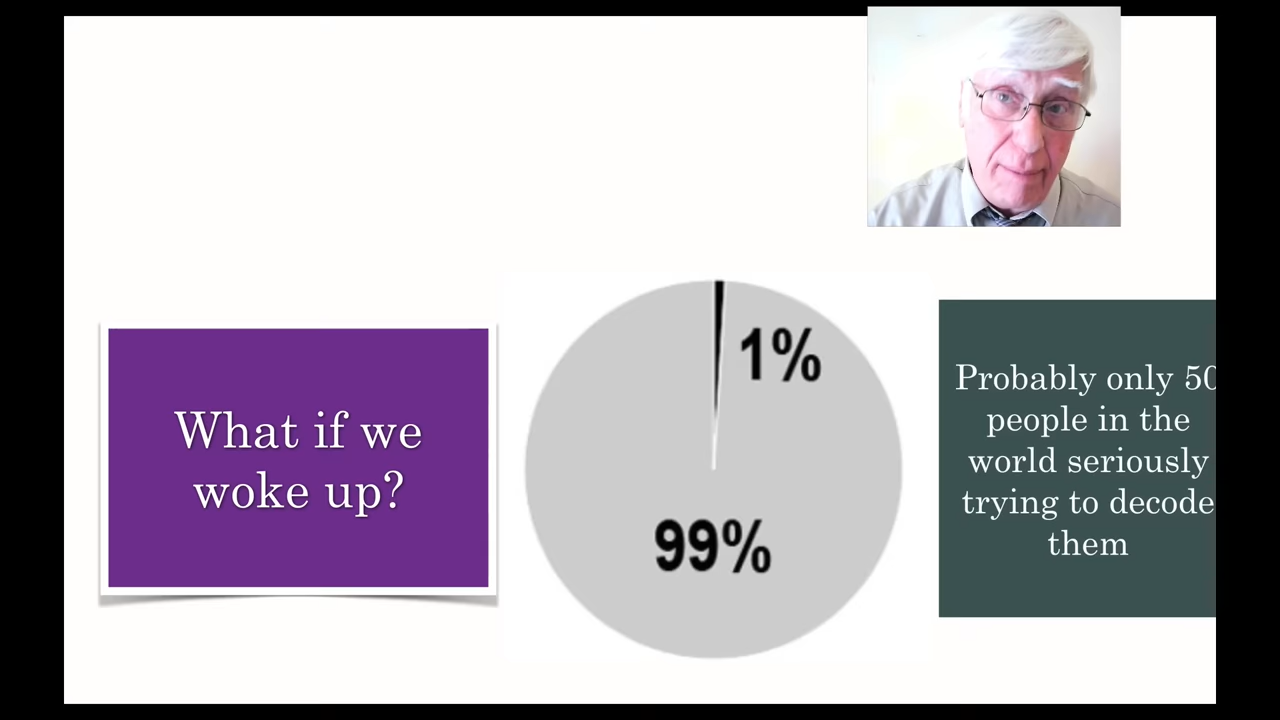 What if we
woke up?
1%
99%
Probably only 50
people in the
world seriously
trying to decode
them